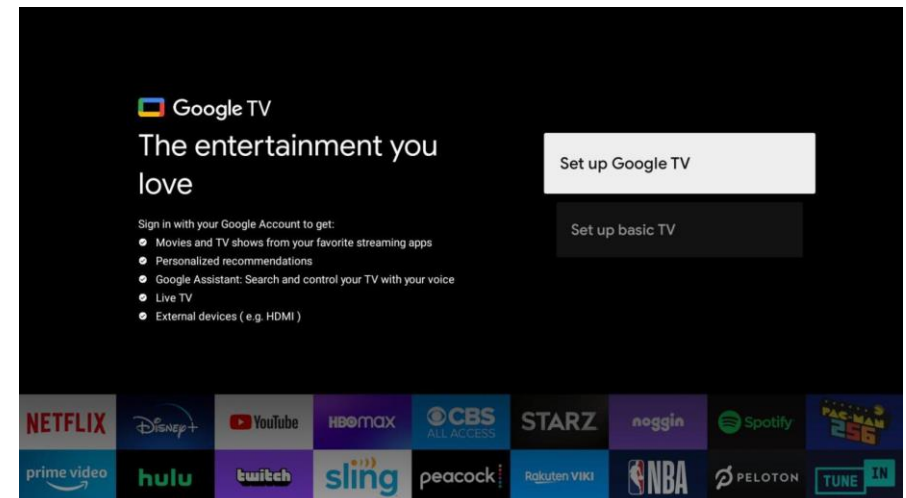 Google TV
The entertainment you
love
Sign in with your Google Account to get:
Movies and TV shows from your favorite streaming apps
Personalized recommendations
Google Assistant: Search and control your TV with your voice
Live TV
External devices ( e.g. HDMI )
Set up Google TV
Set up basic TV
NETFLIX Disney+ YouTube HBOmax CBS ALL ACCESS STARZ noggin Spotify PAC-MAN 256
prime video hulu twitch sling peacock Rakuten VIKI NBA PELOTON TUNE IN